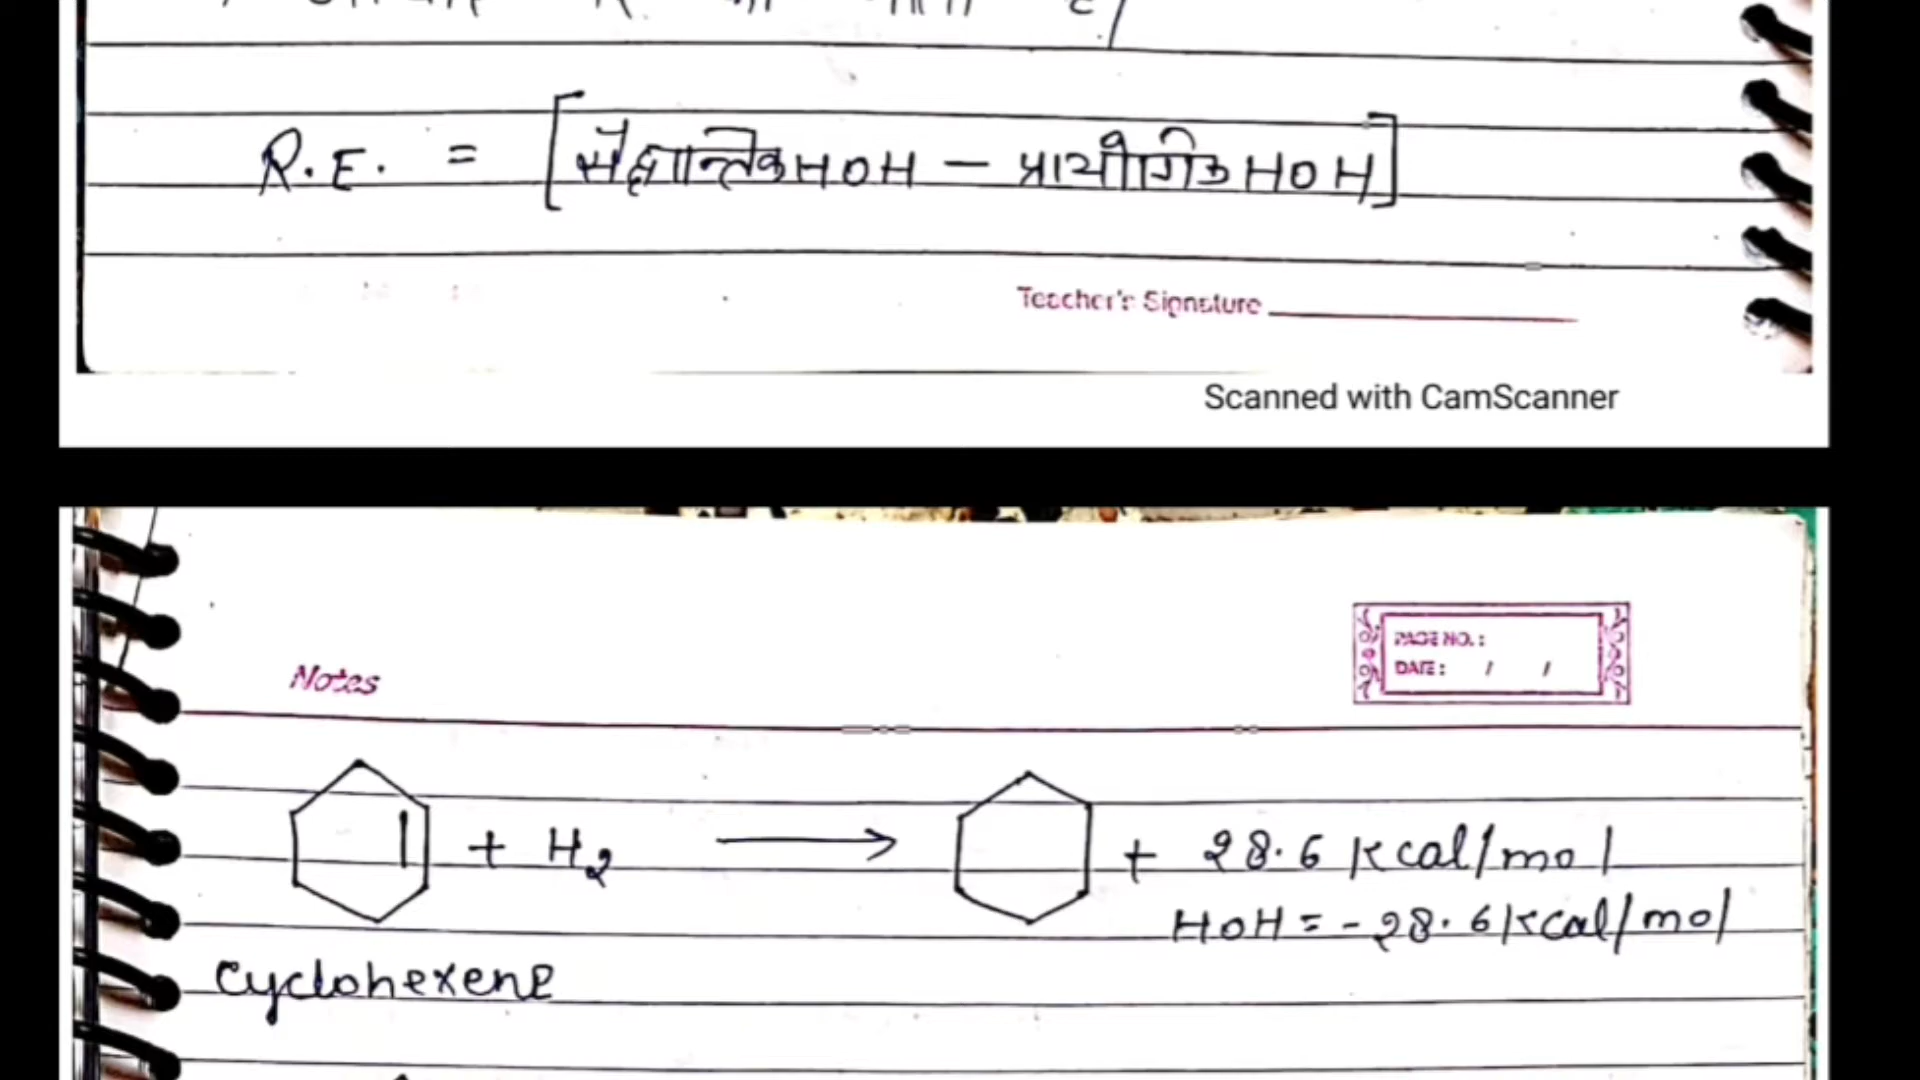 R.E. = [सैद्धान्तिक HOH – प्रायोगिक HOH]
Teacher's Signature
Scanned with CamScanner
PAGE NO.:
DATE: / /
Notes
+ H2 → + 28.6 kcal/mol
HOH = -28.6 kcal/mol
cyclohexene